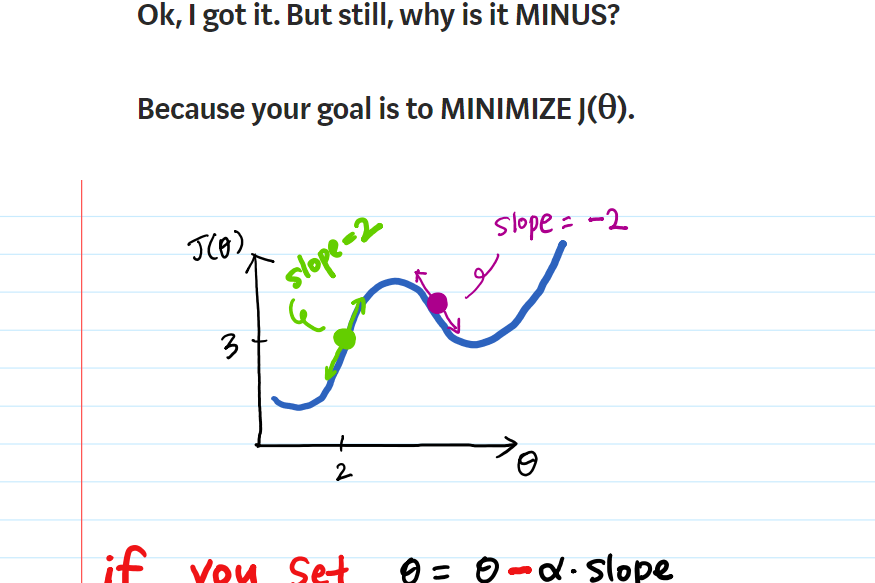 Ok, I got it. But still, why is it MINUS?
Because your goal is to MINIMIZE J(θ).
slope = -2
J(θ)
slope=2
3
2
θ
if you set θ = θ - α · slope